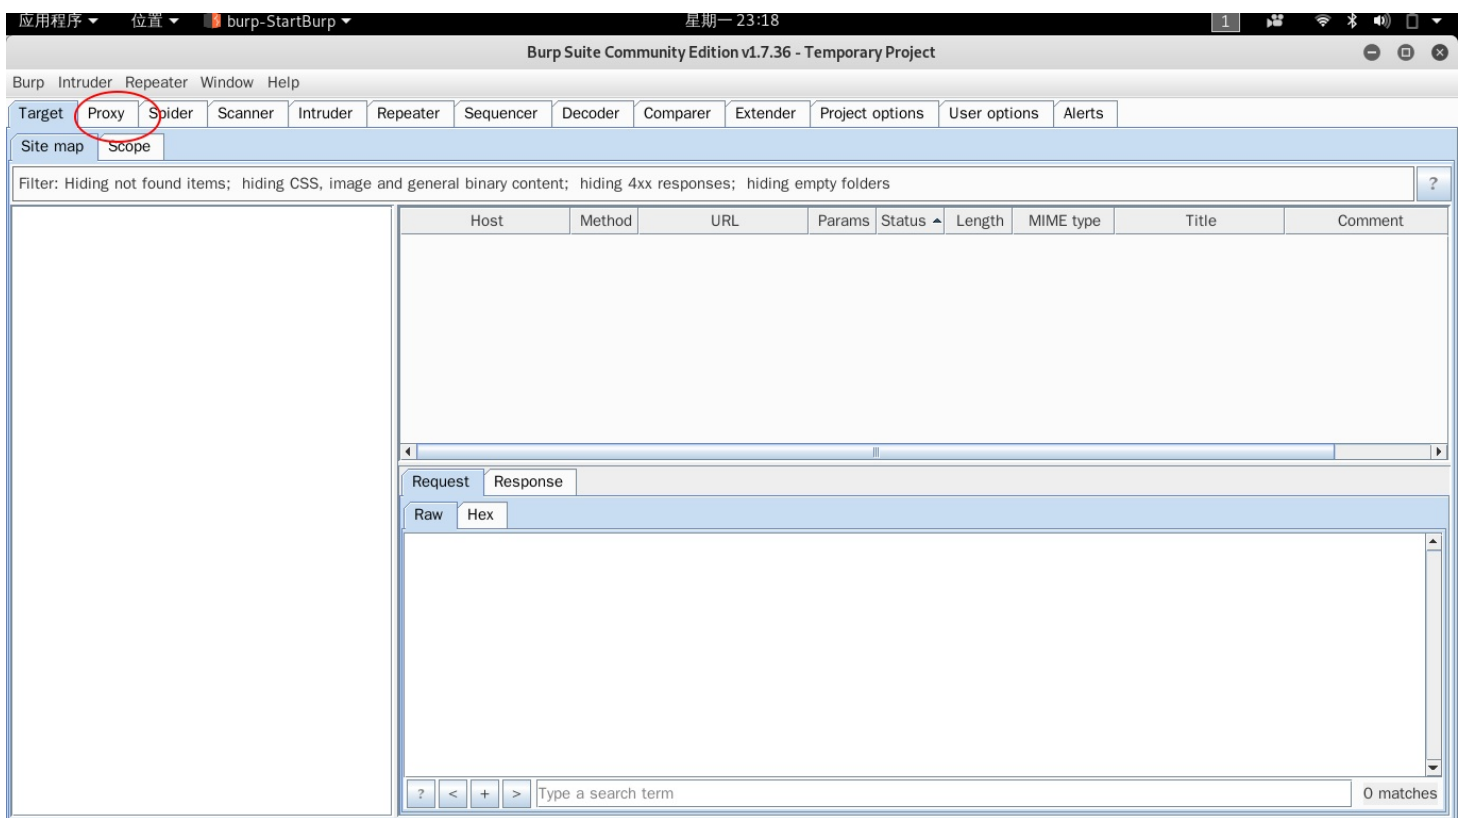 应用程序 位置 burp-StartBurp 星期一 23:18 1
Burp Suite Community Edition v1.7.36 - Temporary Project
Burp Intruder Repeater Window Help
Target Proxy Spider Scanner Intruder Repeater Sequencer Decoder Comparer Extender Project options User options Alerts
Site map Scope
Filter: Hiding not found items; hiding CSS, image and general binary content; hiding 4xx responses; hiding empty folders ?
Host Method URL Params Status Length MIME type Title Comment
Request Response
Raw Hex
? < + > Type a search term 0 matches